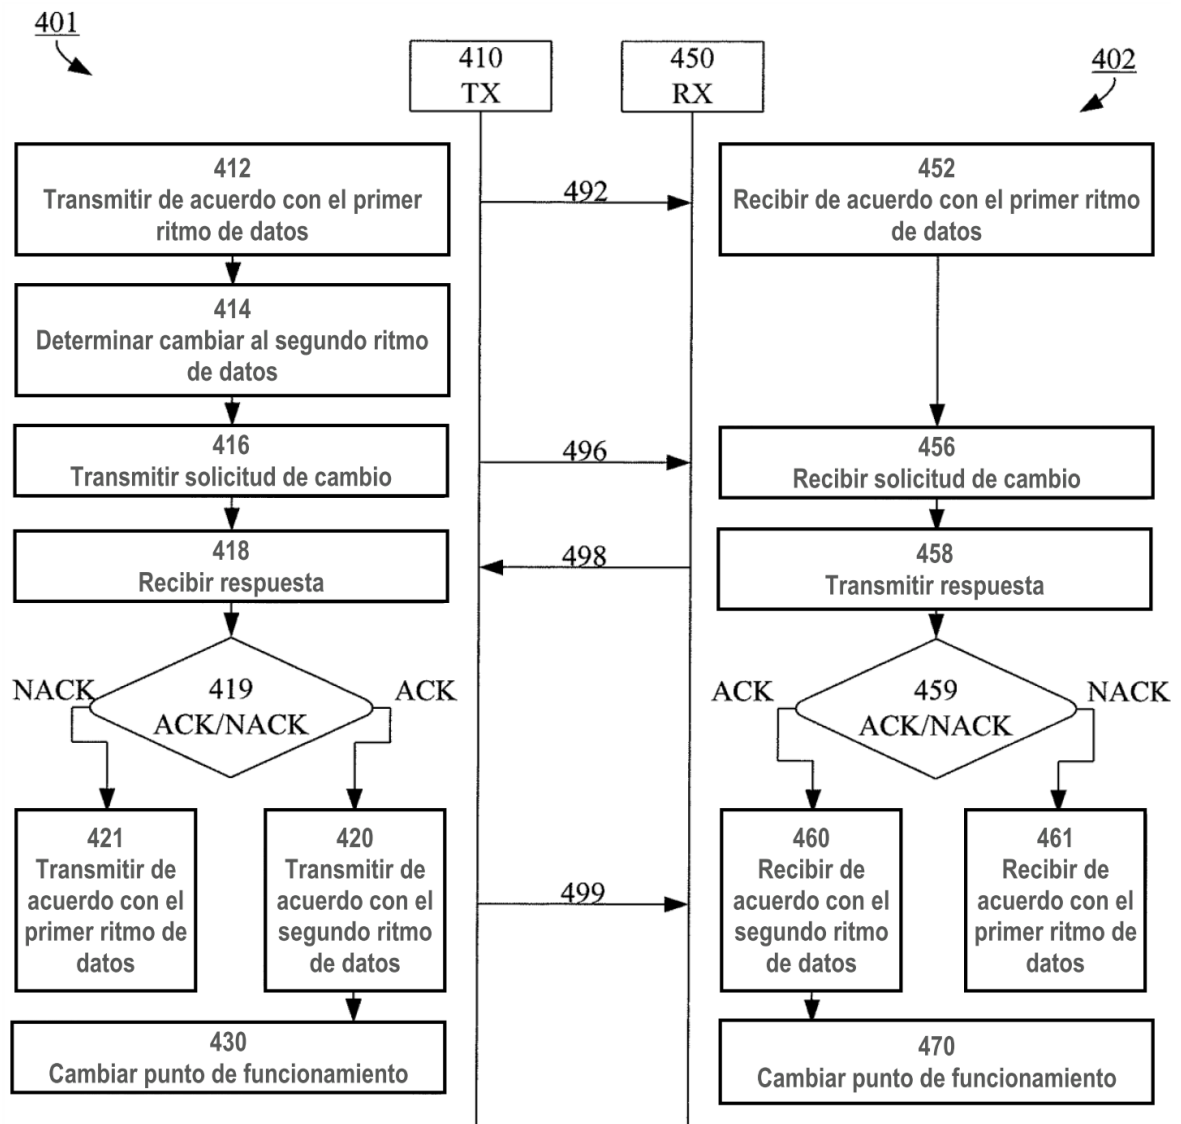 401
410
TX
450
RX
402
412
Transmitir de acuerdo con el primer
ritmo de datos
492
452
Recibir de acuerdo con el primer ritmo
de datos
414
Determinar cambiar al segundo ritmo
de datos
416
Transmitir solicitud de cambio
496
456
Recibir solicitud de cambio
418
Recibir respuesta
498
458
Transmitir respuesta
NACK
419
ACK/NACK
ACK
ACK
459
ACK/NACK
NACK
421
Transmitir de
acuerdo con el
primer ritmo de
datos
420
Transmitir de
acuerdo con el
segundo ritmo
de datos
499
460
Recibir de
acuerdo con el
segundo ritmo
de datos
461
Recibir de
acuerdo con el
primer ritmo de
datos
430
Cambiar punto de funcionamiento
470
Cambiar punto de funcionamiento